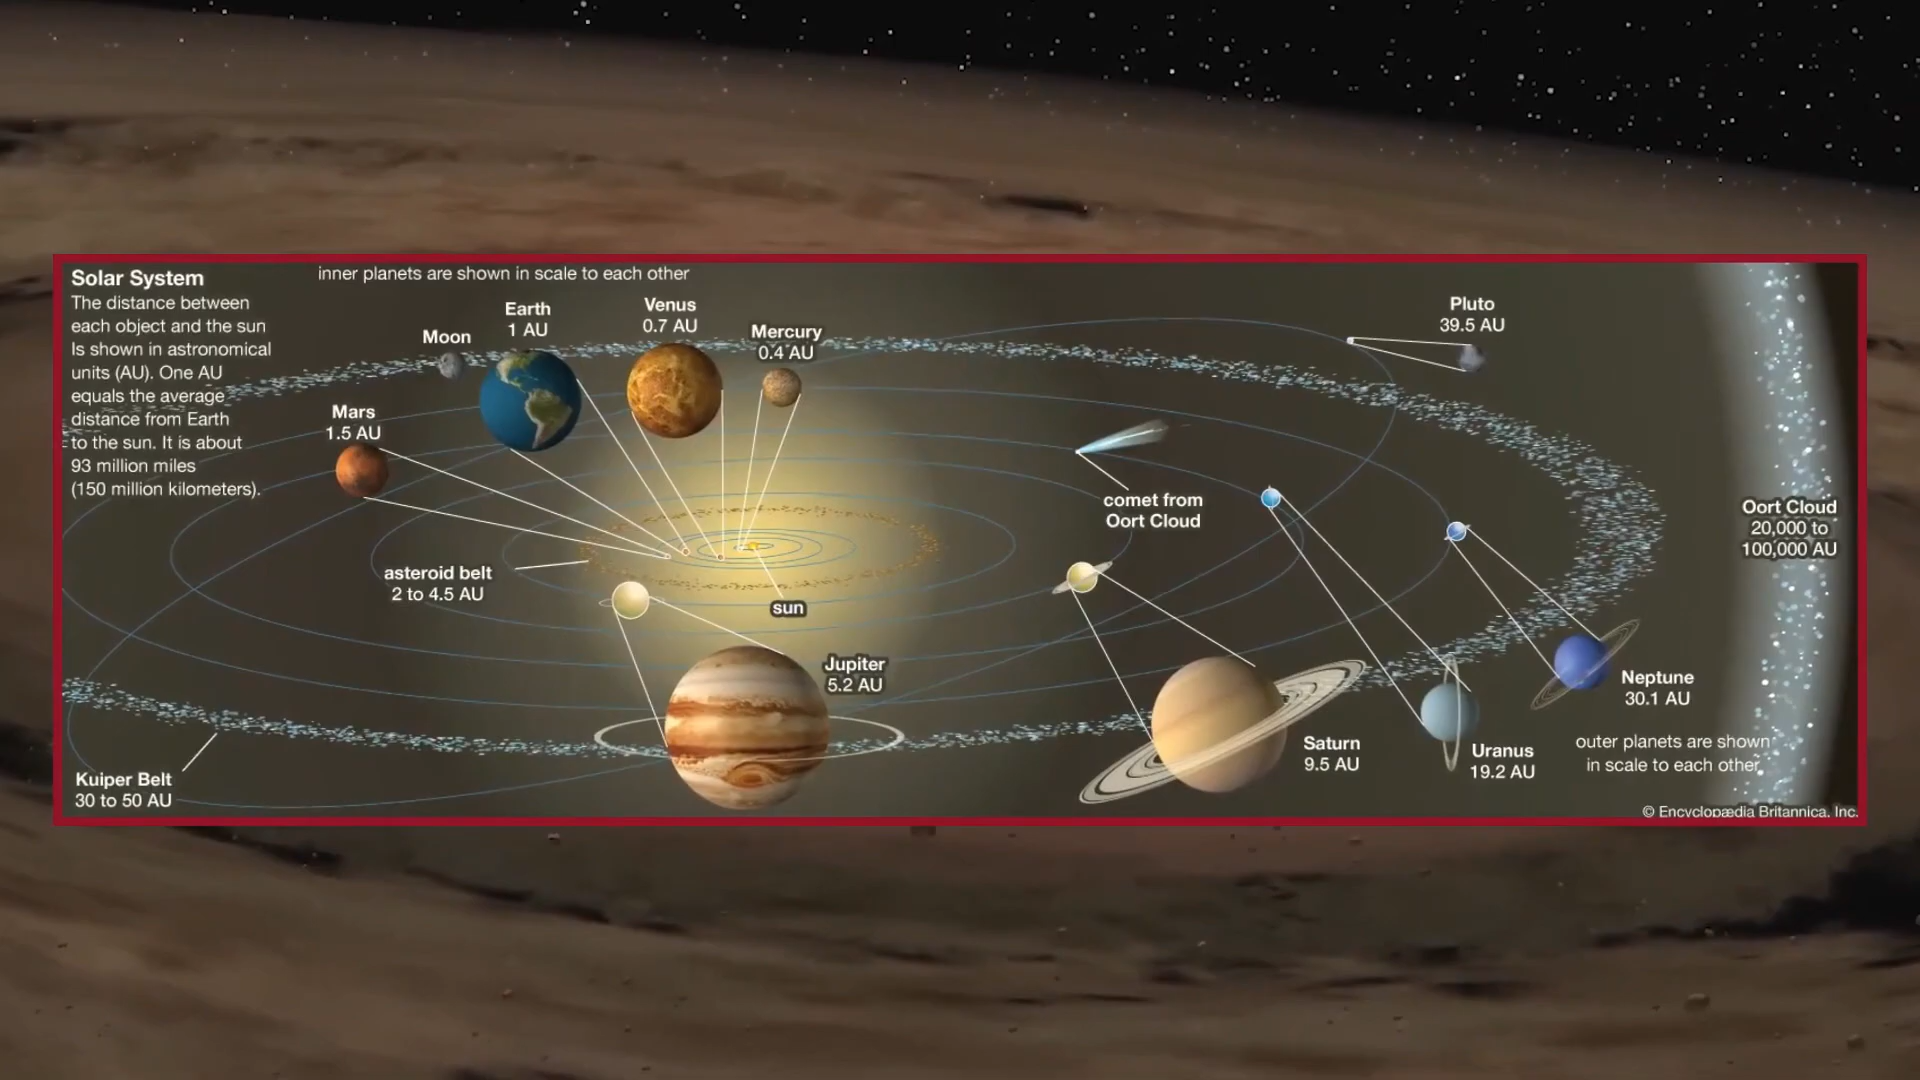 Solar System
The distance between
each object and the sun
Is shown in astronomical
units (AU). One AU
equals the average
distance from Earth
to the sun. It is about
93 million miles
(150 million kilometers).
inner planets are shown in scale to each other
Moon
Earth
1 AU
Venus
0.7 AU
Mercury
0.4 AU
Mars
1.5 AU
Pluto
39.5 AU
comet from
Oort Cloud
Oort Cloud
20,000 to
100,000 AU
asteroid belt
2 to 4.5 AU
sun
Jupiter
5.2 AU
Saturn
9.5 AU
Uranus
19.2 AU
Neptune
30.1 AU
outer planets are shown
in scale to each other
Kuiper Belt
30 to 50 AU
© Encyclopædia Britannica, Inc.